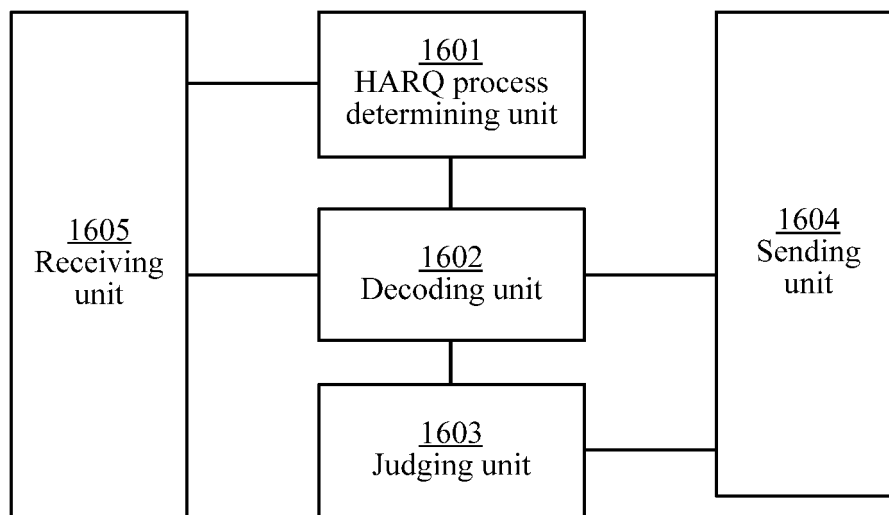 1601
HARQ process
determining unit
1605
Receiving
unit
1602
Decoding unit
1604
Sending
unit
1603
Judging unit